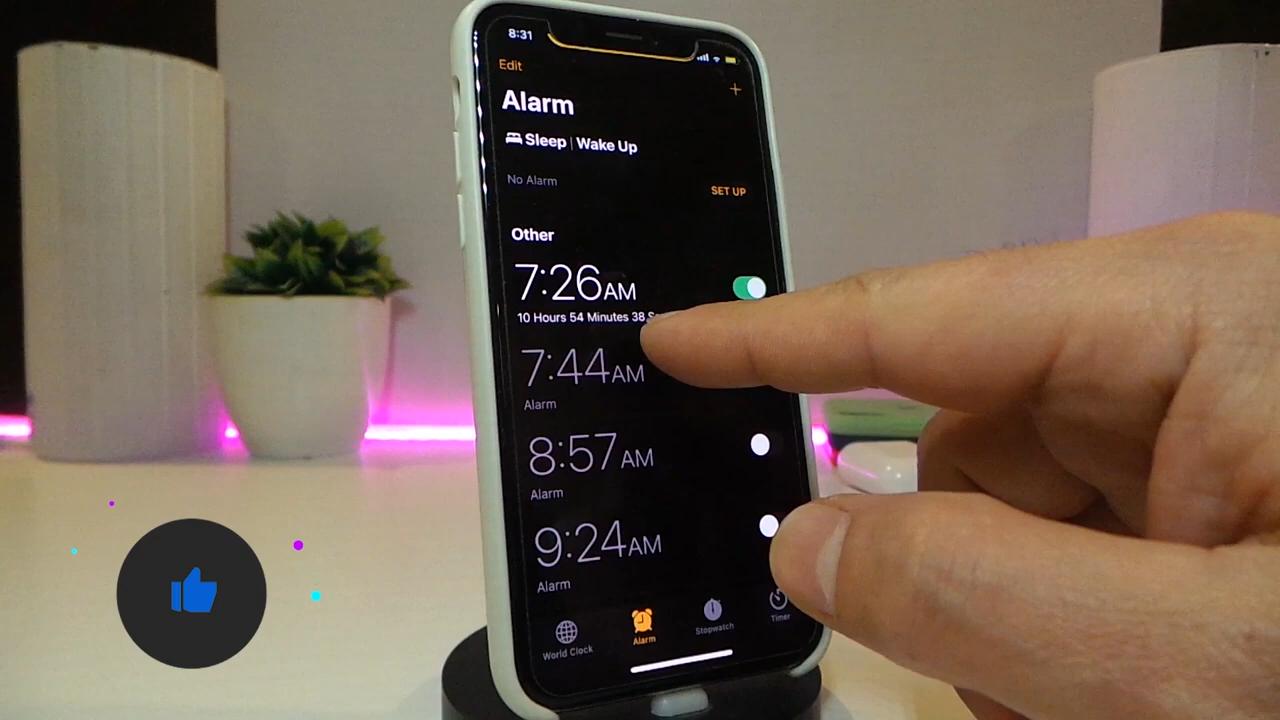 8:31
Edit
+
Alarm
Sleep | Wake Up
No Alarm
SET UP
Other
7:26AM
10 Hours 54 Minutes 38
7:44AM
Alarm
8:57AM
Alarm
9:24AM
Alarm
World Clock
Alarm
Stopwatch
Timer